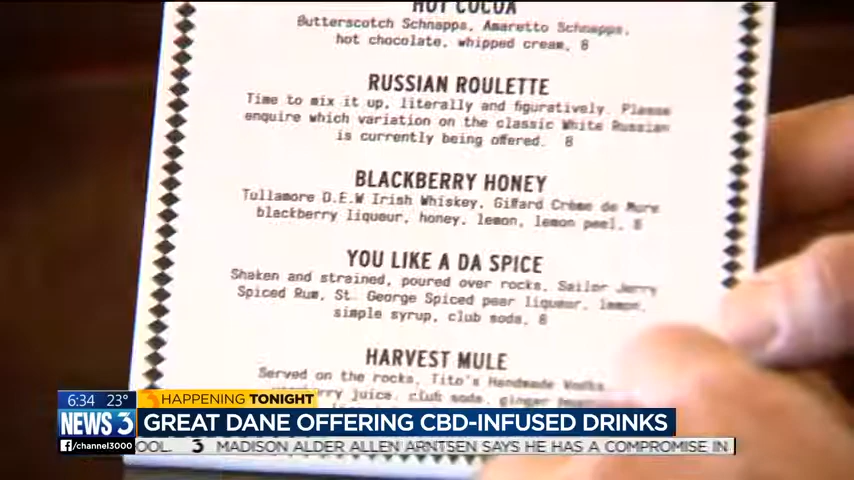 HOT COCOA
Butterscotch Schnapps, Amaretto Schnapps,
hot chocolate, whipped cream, 8
RUSSIAN ROULETTE
Time to mix it up, literally and figuratively. Please
enquire which variation on the classic White Russian
is currently being offered. 8
BLACKBERRY HONEY
Tullamore D.E.W Irish Whiskey, Giffard Crème de Mure
blackberry liqueur, honey, lemon, lemon peel, 8
YOU LIKE A DA SPICE
Shaken and strained, poured over rocks, Sailor Jerry
Spiced Rum, St. George Spiced pear liqueur, lemon,
simple syrup, club soda, 8
HARVEST MULE
Served on the rocks, Tito's Handmade Vodka
juice, club soda, ginger
6:34 23° 3 HAPPENING TONIGHT
NEWS 3 GREAT DANE OFFERING CBD-INFUSED DRINKS
f/channel3000 OOL. 3 MADISON ALDER ALLEN ARNTSEN SAYS HE HAS A COMPROMISE IN